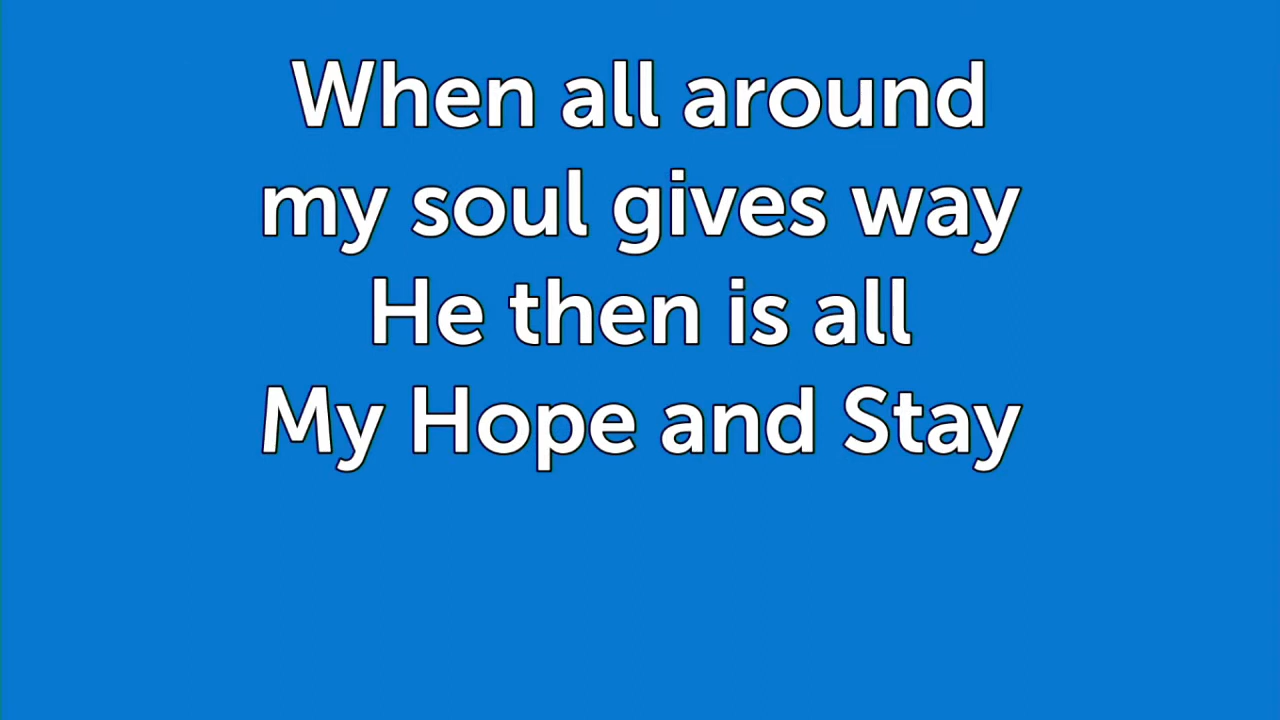 When all around
my soul gives way
He then is all
My Hope and Stay